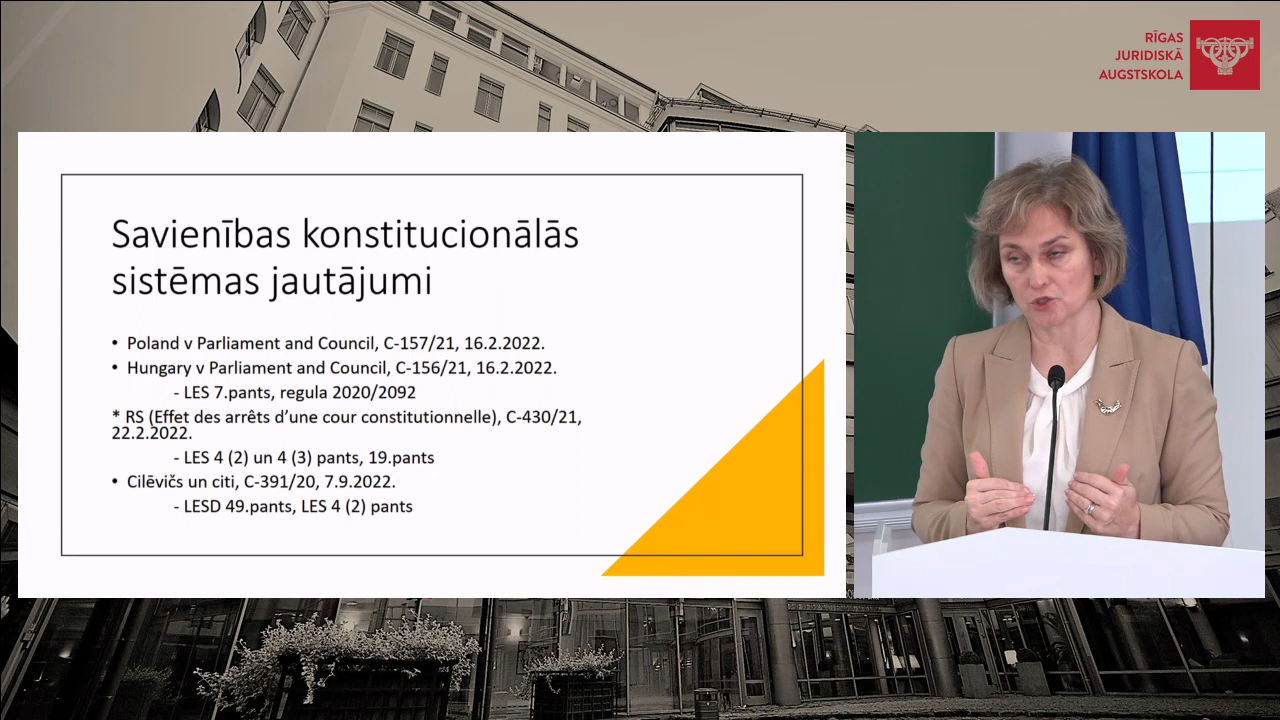 RĪGAS
JURIDISKĀ
AUGSTSKOLA
Savienības konstitucionālās
sistēmas jautājumi
• Poland v Parliament and Council, C-157/21, 16.2.2022.
• Hungary v Parliament and Council, C-156/21, 16.2.2022.
- LES 7.pants, regula 2020/2092
* RS (Effet des arrêts d’une cour constitutionnelle), C-430/21,
22.2.2022.
- LES 4 (2) un 4 (3) pants, 19.pants
• Cilēvičs un citi, C-391/20, 7.9.2022.
- LESD 49.pants, LES 4 (2) pants